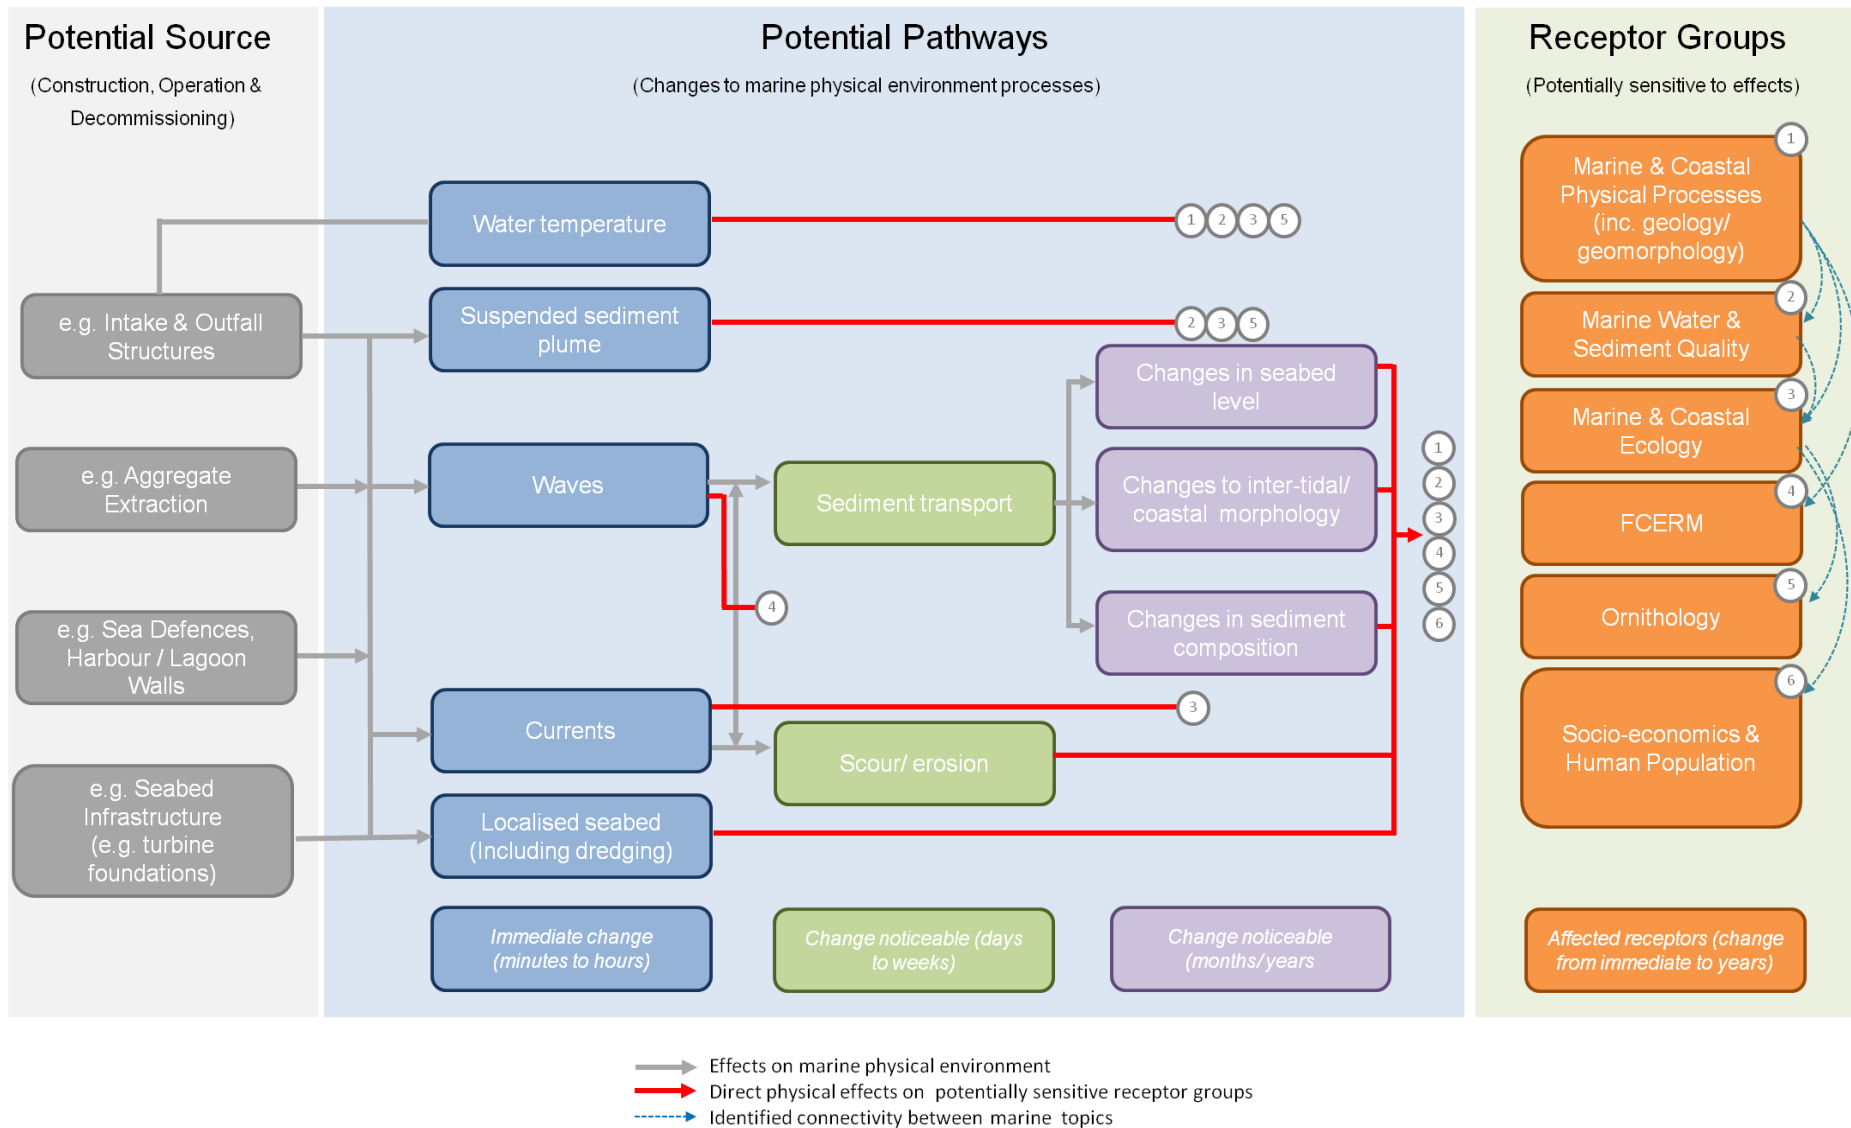 Potential Source
(Construction, Operation &
Decommissioning)
e.g. Intake & Outfall
Structures
e.g. Aggregate
Extraction
e.g. Sea Defences,
Harbour / Lagoon
Walls
e.g. Seabed
Infrastructure
(e.g. turbine
foundations)
Potential Pathways
(Changes to marine physical environment processes)
Water temperature
1 2 3 5
Suspended sediment
plume
2 3 5
Waves
4
Currents
3
Localised seabed
(Including dredging)
Sediment transport
Scour/ erosion
Changes in seabed
level
Changes to inter-tidal/
coastal morphology
Changes in sediment
composition
1
2
3
4
5
6
Immediate change
(minutes to hours)
Change noticeable (days
to weeks)
Change noticeable
(months/years
Receptor Groups
(Potentially sensitive to effects)
1
Marine & Coastal
Physical Processes
(inc. geology/
geomorphology)
2
Marine Water &
Sediment Quality
3
Marine & Coastal
Ecology
4
FCERM
5
Ornithology
6
Socio-economics &
Human Population
Affected receptors (change
from immediate to years)
Effects on marine physical environment
Direct physical effects on potentially sensitive receptor groups
Identified connectivity between marine topics